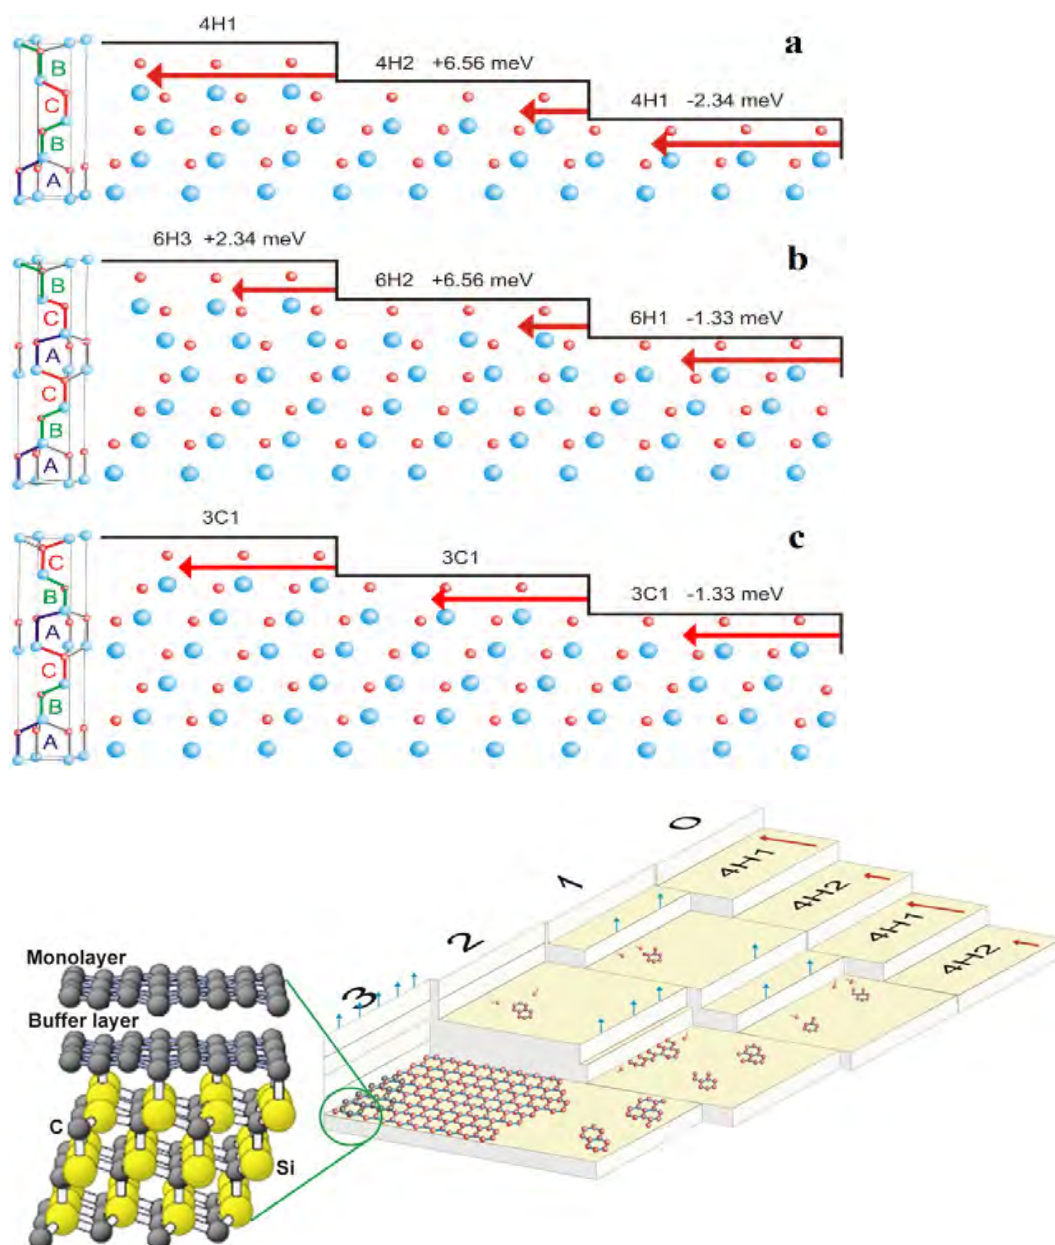 4H1
a
4H2 +6.56 meV
4H1 -2.34 meV
B
C
B
A
6H3 +2.34 meV
b
6H2 +6.56 meV
6H1 -1.33 meV
B
C
A
C
B
A
3C1
c
3C1
3C1 -1.33 meV
C
B
A
C
B
A
0
1
2
3
4H1
4H2
4H1
4H2
Monolayer
Buffer layer
C
Si